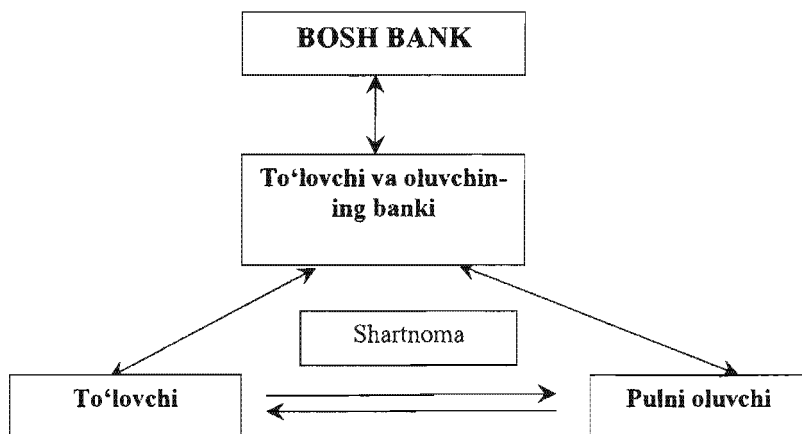 BOSH BANK
To‘lovchi va oluvchin-
ing banki
Shartnoma
To‘lovchi
Pulni oluvchi